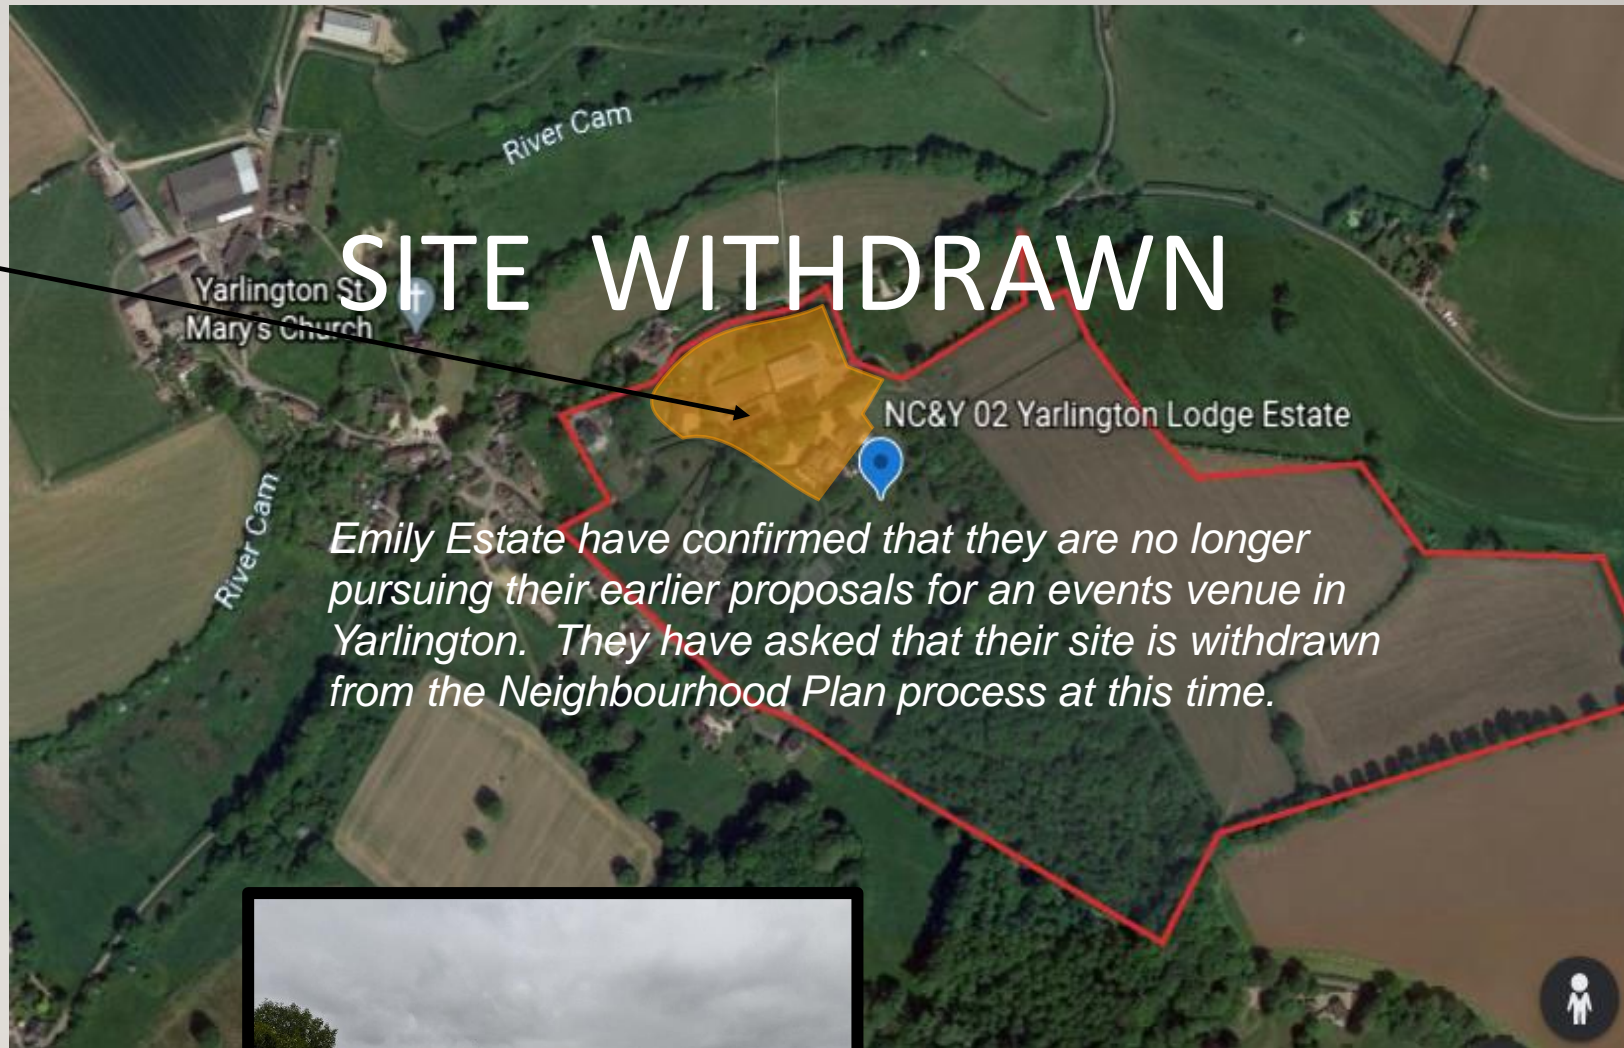 River Cam
SITE  WITHDRAWN
Yarlington St
Mary's Church
NC&Y 02 Yarlington Lodge Estate
River Cam
Emily Estate have confirmed that they are no longer
pursuing their earlier proposals for an events venue in
Yarlington.  They have asked that their site is withdrawn
from the Neighbourhood Plan process at this time.